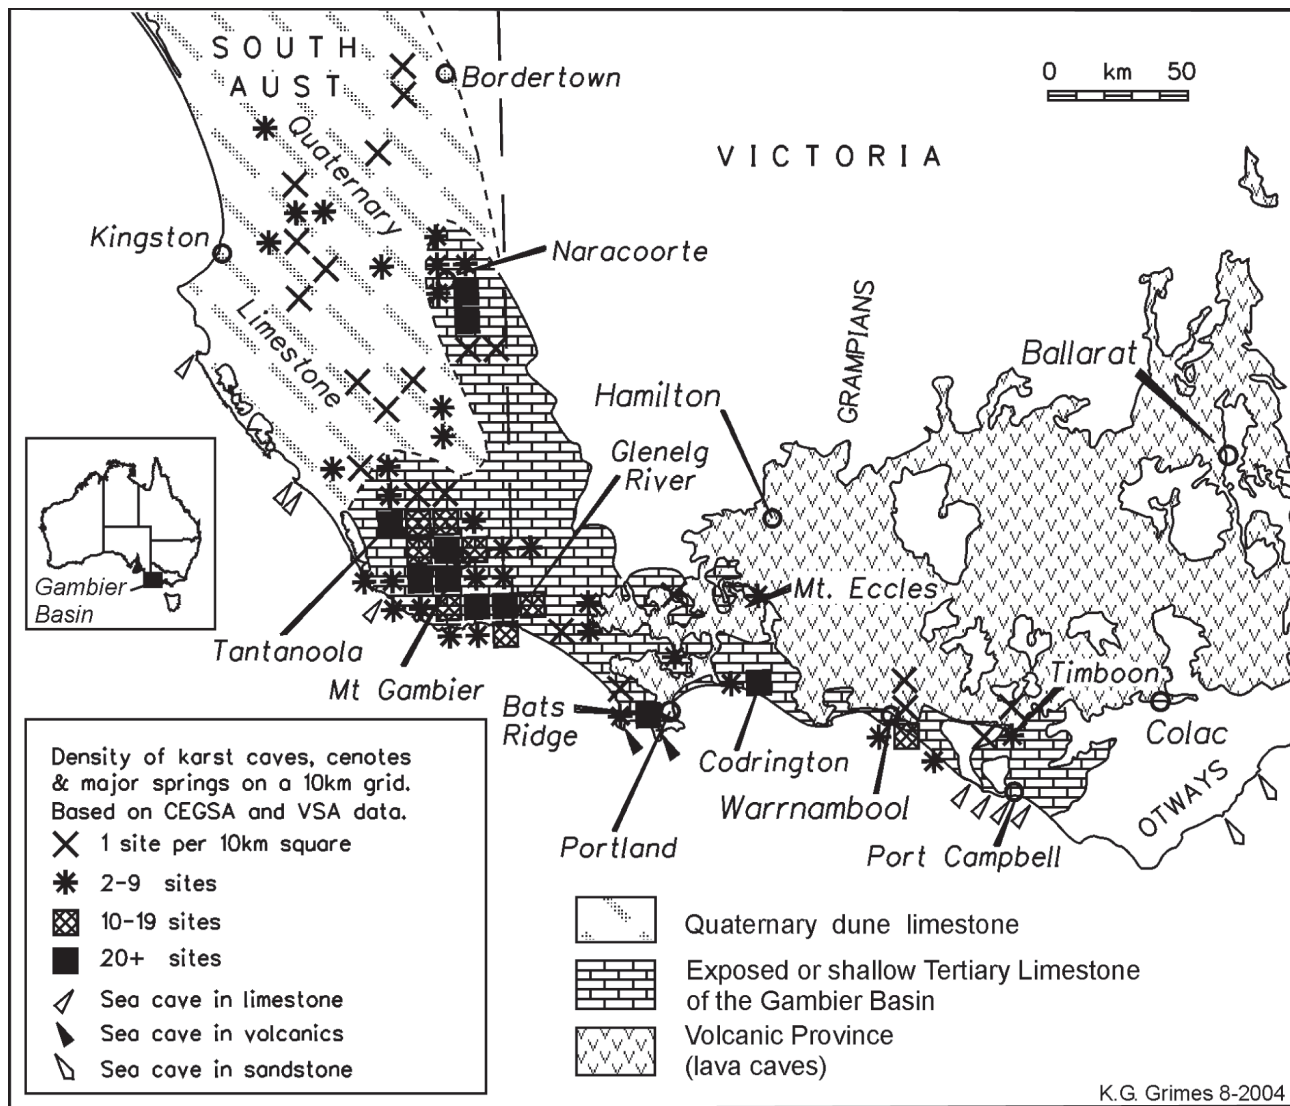 SOUTH
AUST
Bordertown
0 km 50
VICTORIA
Quaternary
Kingston
Naracoorte
Limestone
GRAMPIANS
Ballarat
Hamilton
Glenelg
River
Gambier
Basin
Mt. Eccles
Tantanoola
Mt Gambier
Timboon
Bats
Ridge
Colac
Codrington
Warrnambool
OTWAYS
Portland
Port Campbell
Density of karst caves, cenotes
& major springs on a 10km grid.
Based on CEGSA and VSA data.
1 site per 10km square
2-9 sites
10-19 sites
20+ sites
Sea cave in limestone
Sea cave in volcanics
Sea cave in sandstone
Quaternary dune limestone
Exposed or shallow Tertiary Limestone
of the Gambier Basin
Volcanic Province
(lava caves)
K.G. Grimes 8-2004